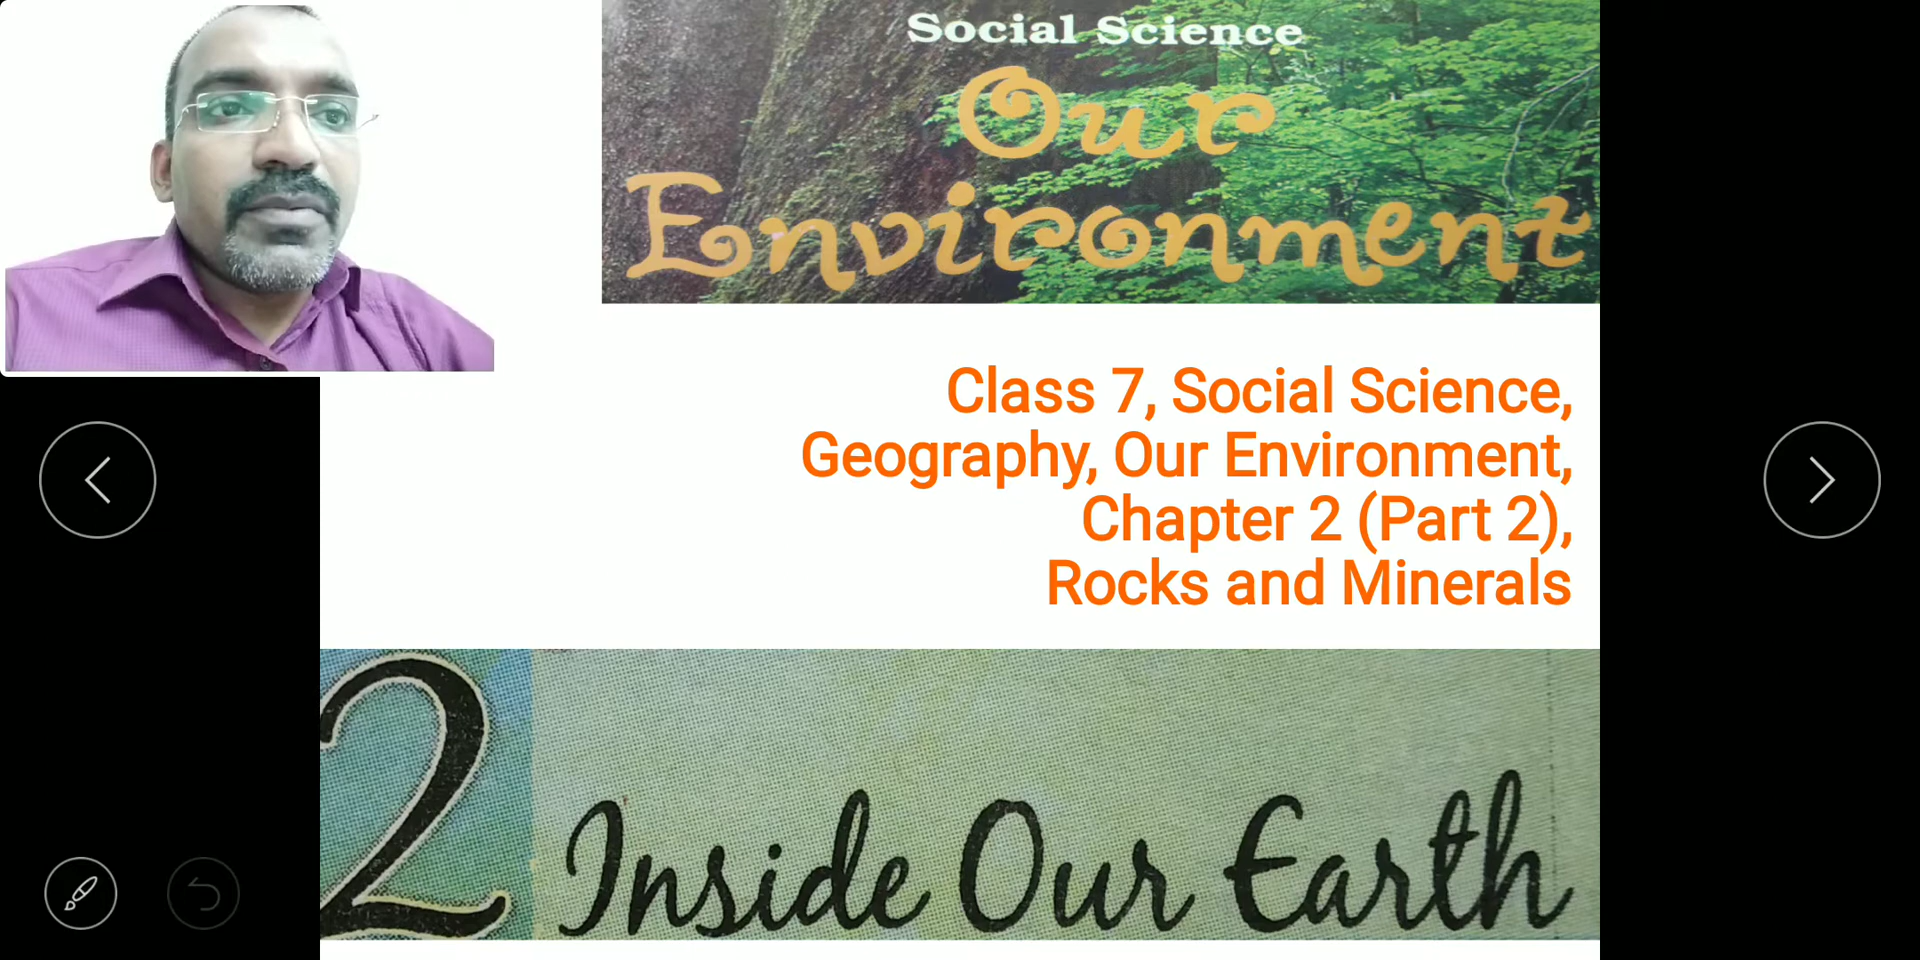 Social Science
Our
Environment
Class 7, Social Science,
Geography, Our Environment,
Chapter 2 (Part 2),
Rocks and Minerals
2 Inside Our Earth